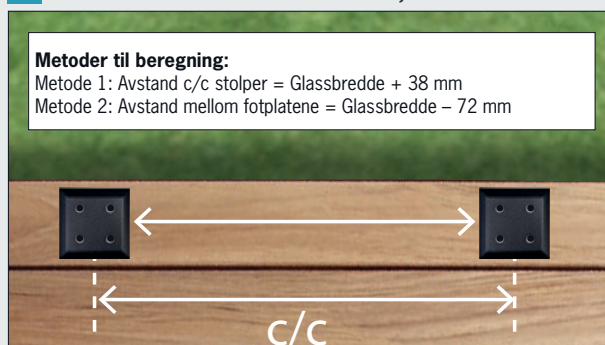 Metoder til beregning:
Metode 1: Avstand c/c stolper = Glassbredde + 38 mm
Metode 2: Avstand mellom fotplatene = Glassbredde – 72 mm
c/c